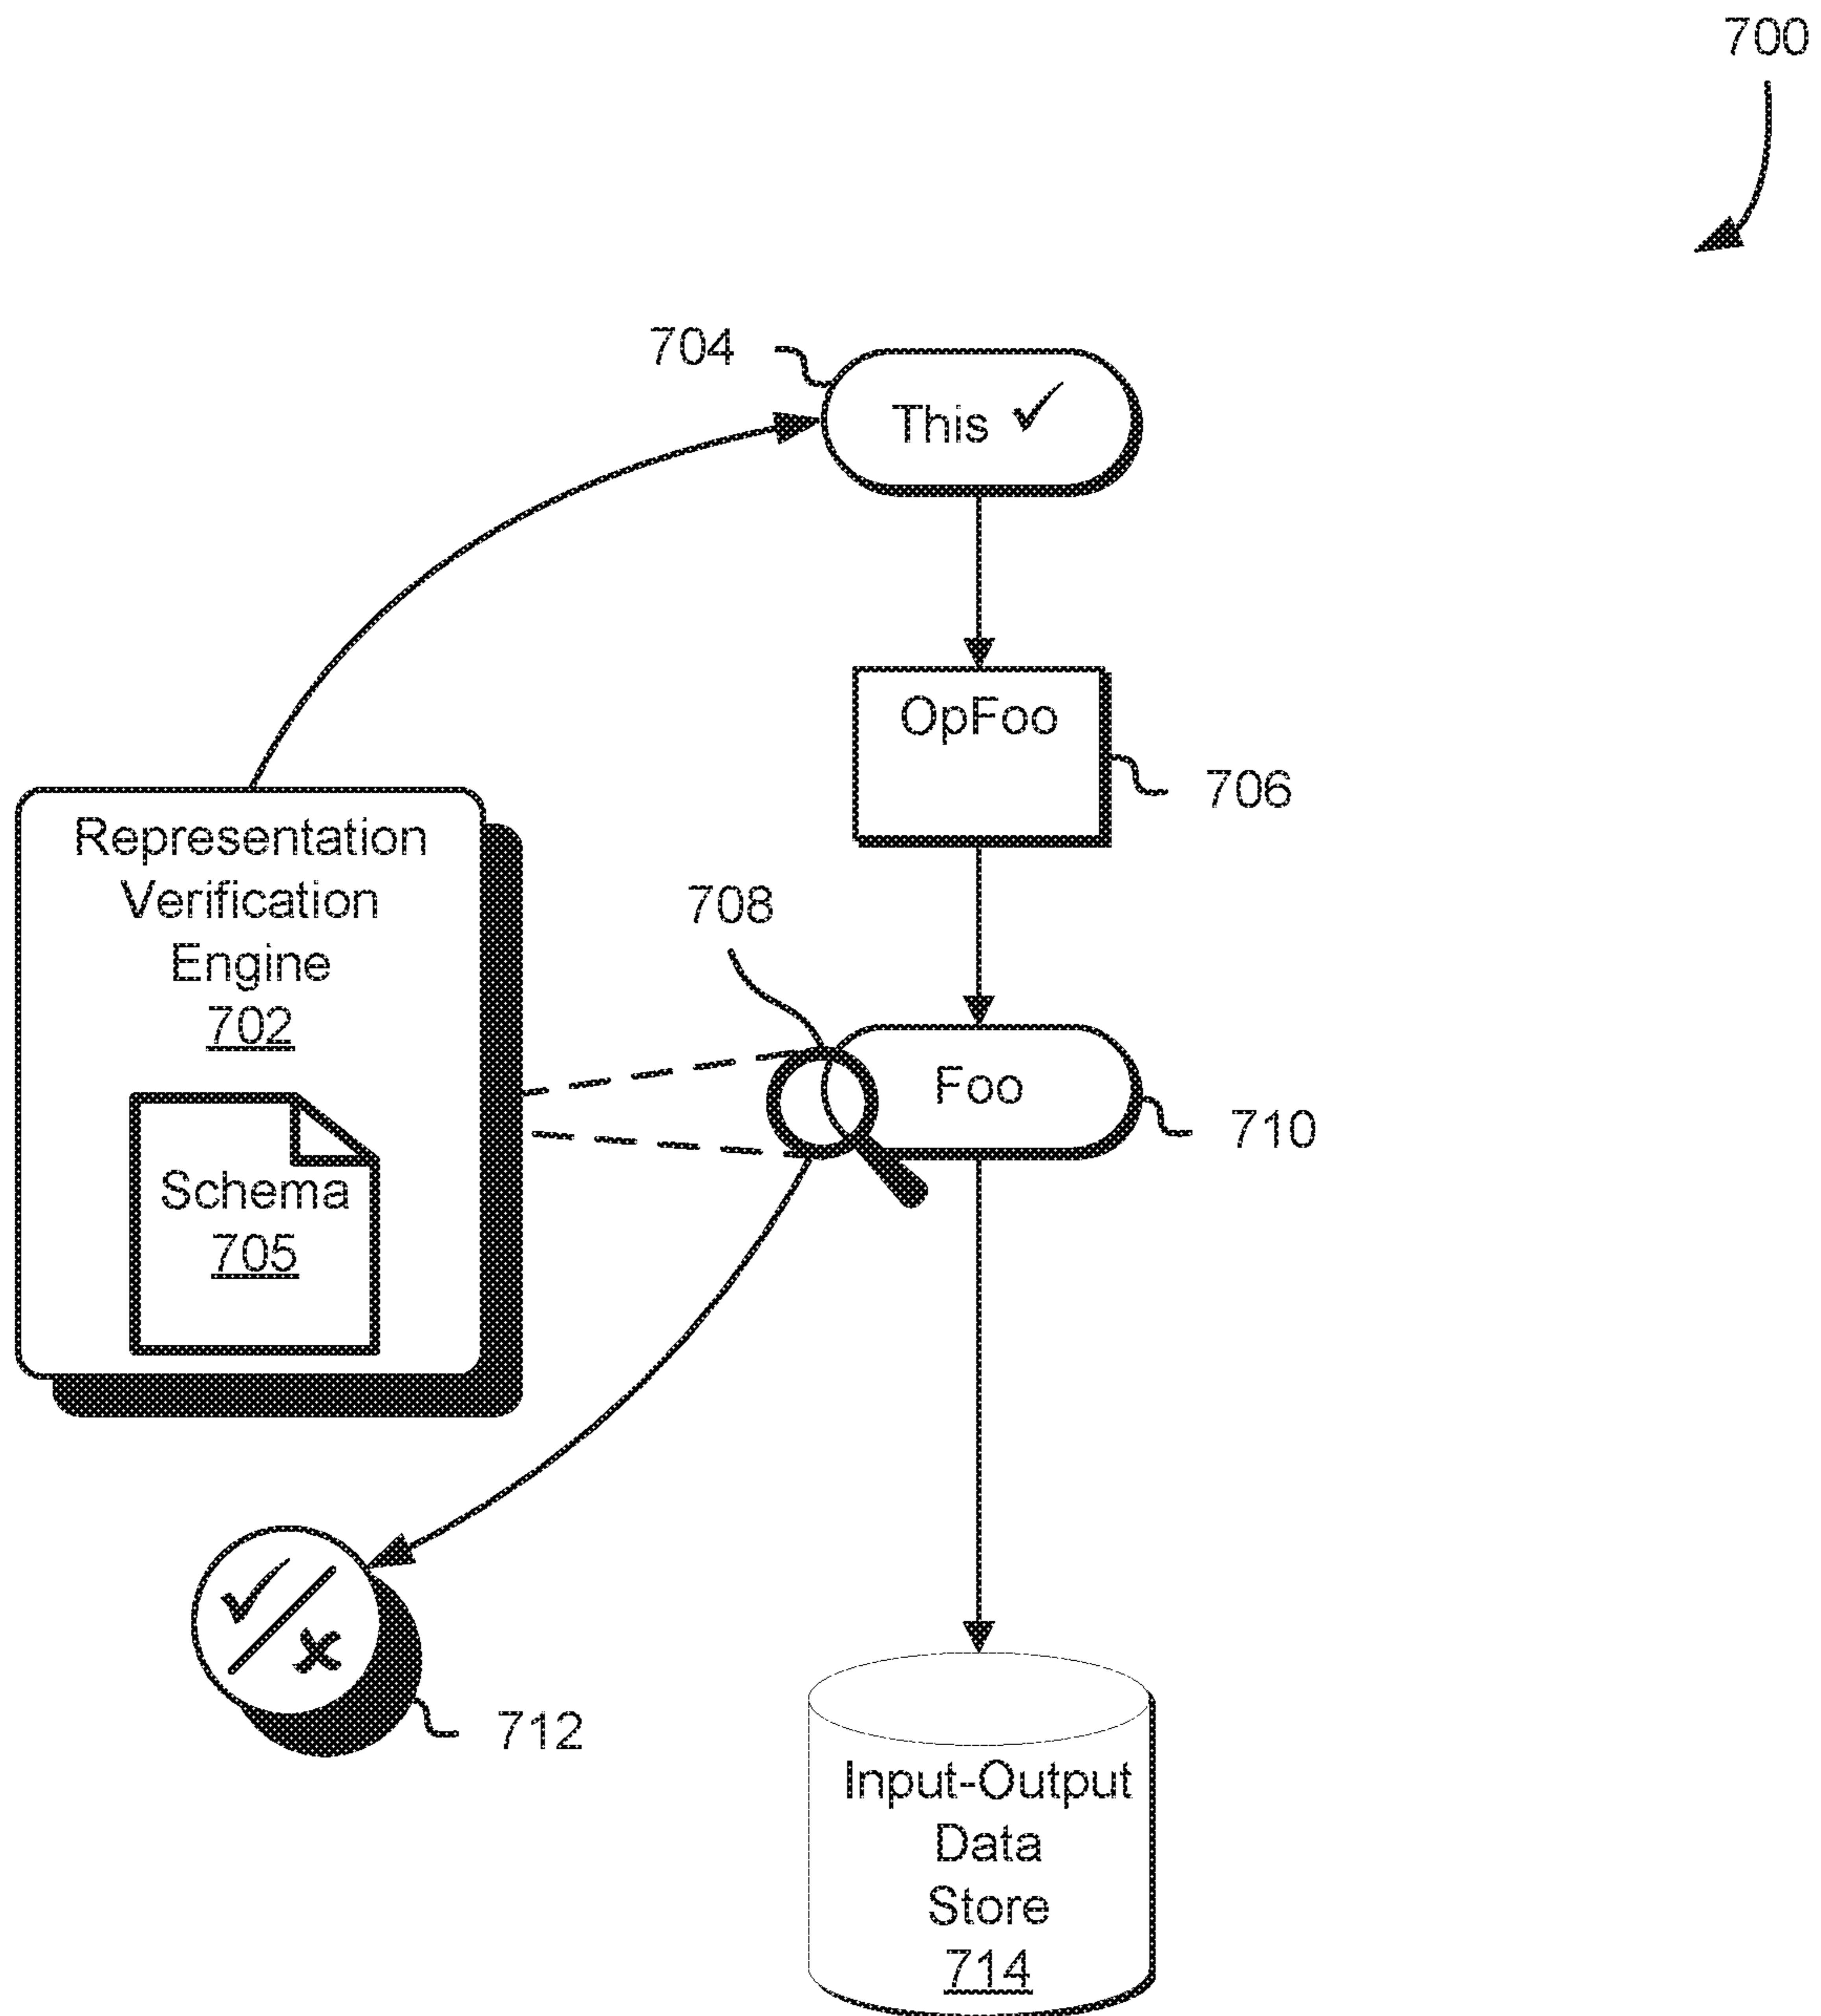 700
704
This ✓
OpFoo
706
Representation
Verification
Engine
702
708
Foo
710
Schema
705
712
Input-Output
Data
Store
714